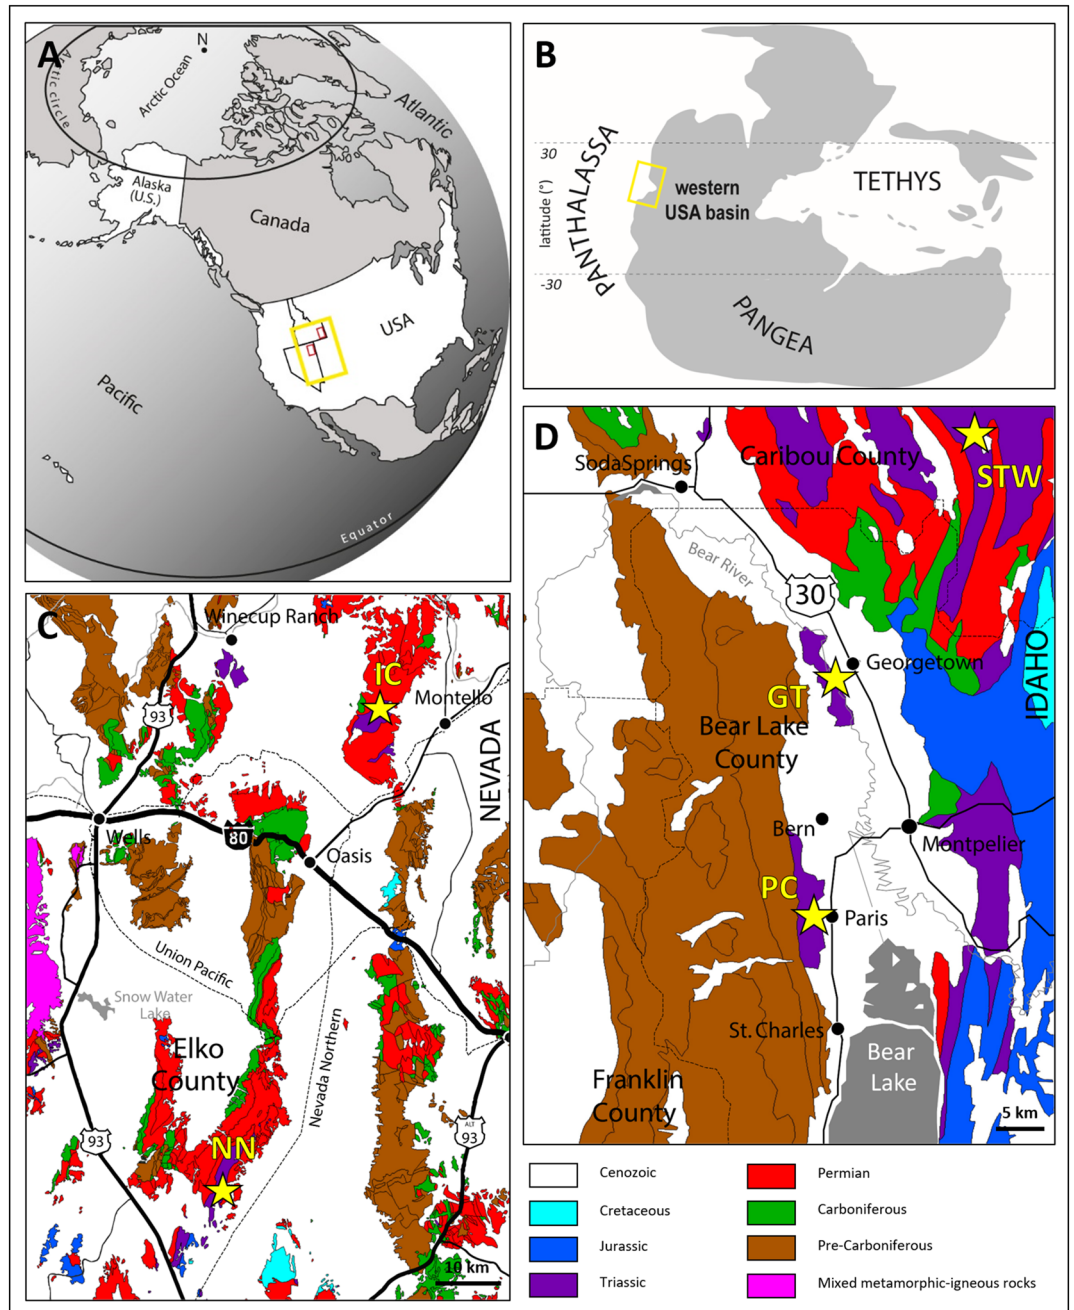 A
N
Arctic circle
Arctic Ocean
Atlantic
Alaska
(U.S.)
Canada
USA
Pacific
Equator
B
30
latitude (°)
-30
PANTHALASSA
western
USA basin
TETHYS
PANGEA
C
Winecup Ranch
IC
93
Montello
NEVADA
Wells
80
Oasis
Union Pacific
Snow Water
Lake
Elko
County
Nevada Northern
NN
93
ALT
93
10 km
D
SodaSprings
Caribou County
STW
Bear River
30
IDAHO
Georgetown
GT
Bear Lake
County
Bern
Montpelier
PC
Paris
St. Charles
Franklin
County
Bear
Lake
5 km
Cenozoic
Cretaceous
Jurassic
Triassic
Permian
Carboniferous
Pre-Carboniferous
Mixed metamorphic-igneous rocks